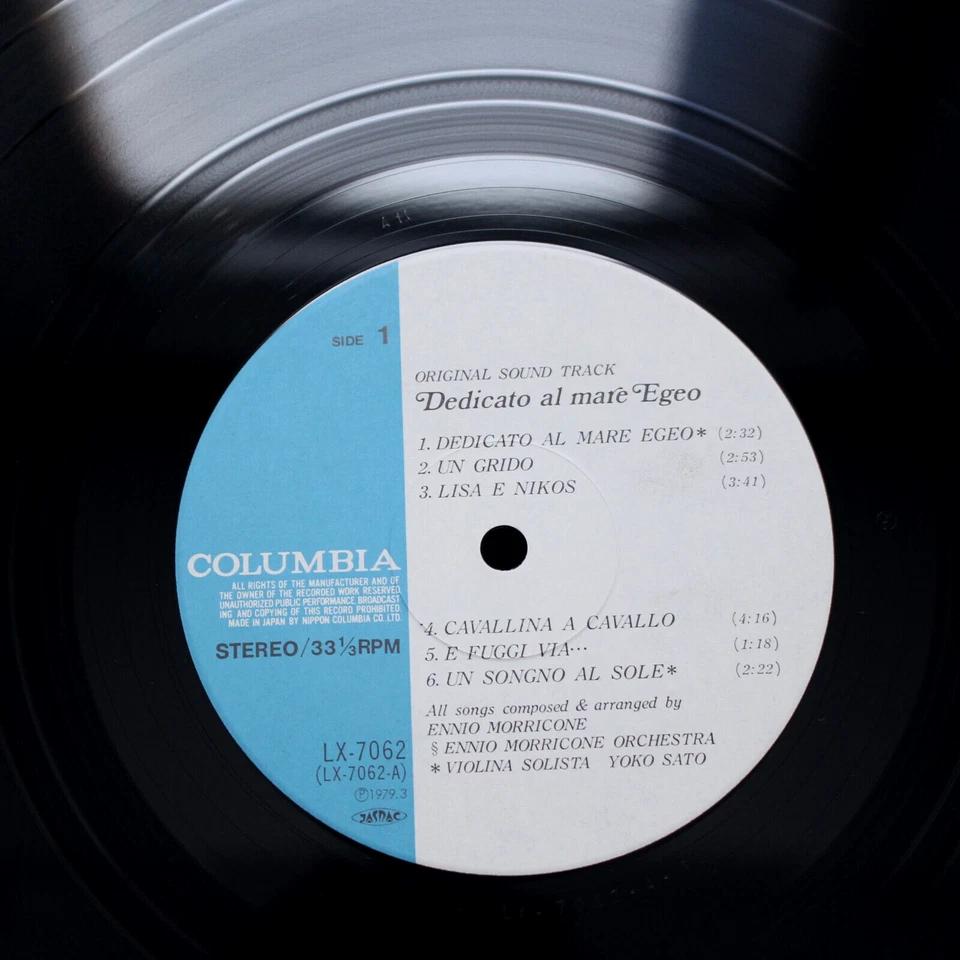 SIDE 1
ORIGINAL SOUND TRACK
Dedicato al mare Egeo
1. DEDICATO AL MARE EGEO* (2:32)
2. UN GRIDO (2:53)
3. LISA E NIKOS (3:41)
COLUMBIA
ALL RIGHTS OF THE MANUFACTURER AND OF
THE OWNER OF THE RECORDED WORK RESERVED.
UNAUTHORIZED PUBLIC PERFORMANCE BROADCAST
ING AND COPYING OF THIS RECORD PROHIBITED.
MADE IN JAPAN BY NIPPON COLUMBIA CO. LTD.
STEREO/33 1/3 RPM
4. CAVALLINA A CAVALLO (4:16)
5. E FUGGI VIA… (1:18)
6. UN SONGNO AL SOLE* (2:22)
All songs composed & arranged by
ENNIO MORRICONE
§ ENNIO MORRICONE ORCHESTRA
* VIOLINA SOLISTA YOKO SATO
LX-7062
(LX-7062-A)
Ⓟ1979.3
JASRAC